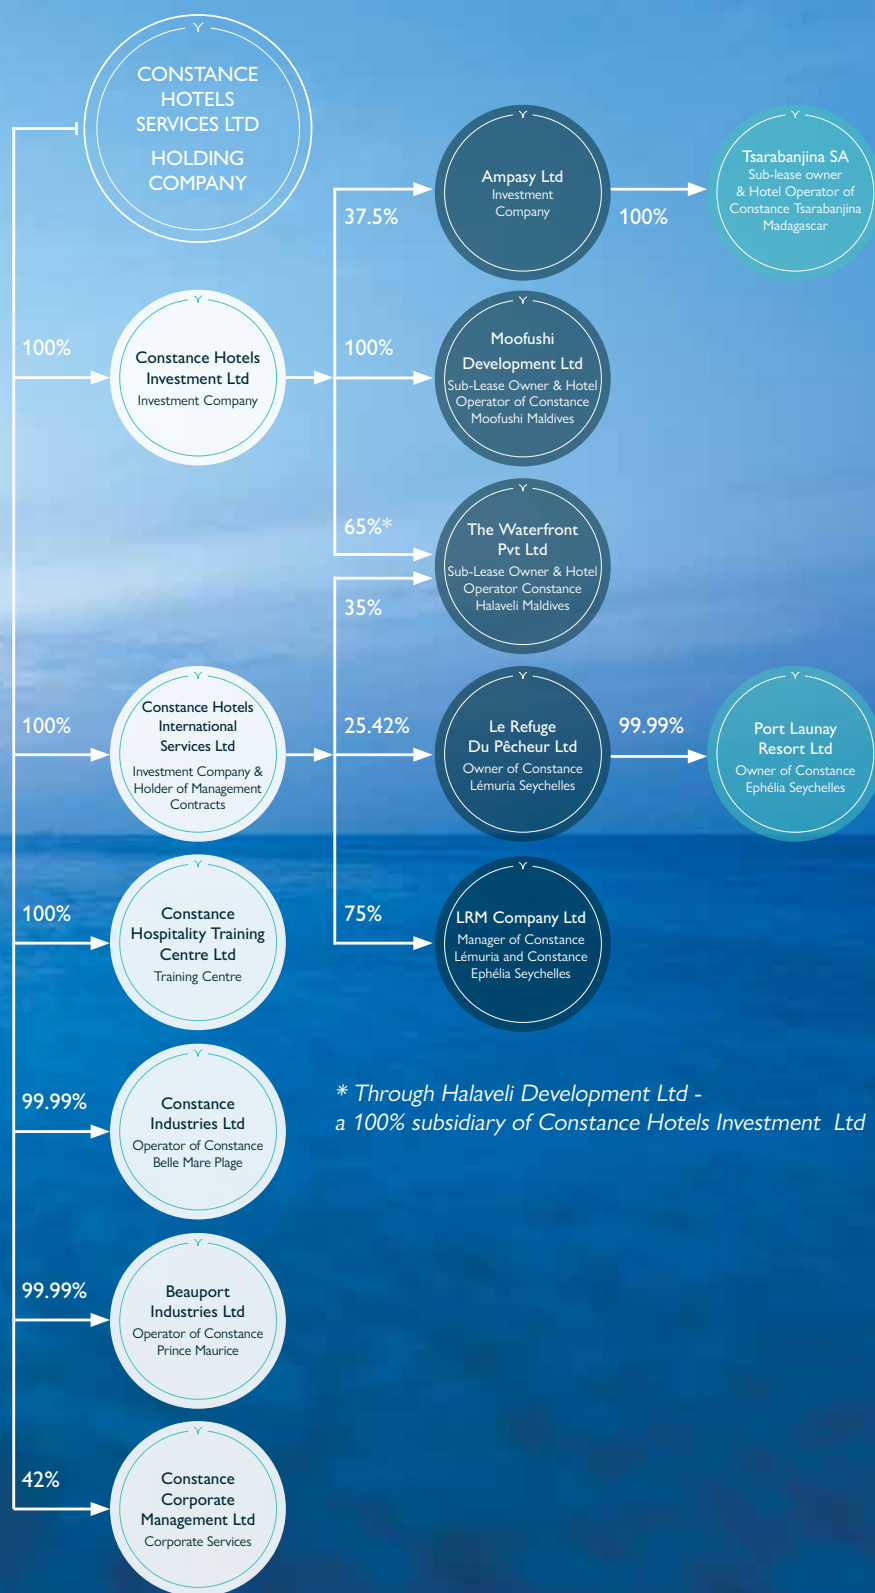 CONSTANCE
HOTELS
SERVICES LTD
HOLDING
COMPANY
37.5%
Ampasy Ltd
Investment
Company
100%
Tsarabanjina SA
Sub-lease owner
& Hotel Operator of
Constance Tsarabanjina
Madagascar
100%
Constance Hotels
Investment Ltd
Investment Company
100%
Moofushi
Development Ltd
Sub-Lease Owner & Hotel
Operator of Constance
Moofushi Maldives
65%*
35%
The Waterfront
Pvt Ltd
Sub-Lease Owner & Hotel
Operator Constance
Halaveli Maldives
100%
Constance Hotels
International
Services Ltd
Investment Company &
Holder of Management
Contracts
25.42%
Le Refuge
Du Pêcheur Ltd
Owner of Constance
Lémuria Seychelles
99.99%
Port Launay
Resort Ltd
Owner of Constance
Ephélia Seychelles
100%
Constance
Hospitality Training
Centre Ltd
Training Centre
75%
LRM Company Ltd
Manager of Constance
Lémuria and Constance
Ephélia Seychelles
99.99%
Constance
Industries Ltd
Operator of Constance
Belle Mare Plage
* Through Halaveli Development Ltd -
a 100% subsidiary of Constance Hotels Investment Ltd
99.99%
Beauport
Industries Ltd
Operator of Constance
Prince Maurice
42%
Constance
Corporate
Management Ltd
Corporate Services